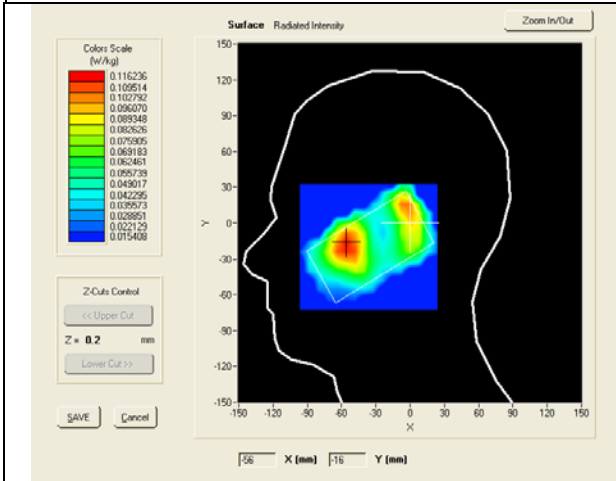 Surface Radiated Intensity
Zoom In/Out
Colors Scale
(W/kg)
0.116236
0.109514
0.102792
0.096070
0.089348
0.082626
0.075905
0.069183
0.062461
0.055739
0.049017
0.042295
0.035573
0.028851
0.022129
0.015408
Z-Cuts Control
<< Upper Cut
Z = 0.2 mm
Lower Cut >>
SAVE Cancel
150
120
90
60
30
0
-30
-60
-90
-120
-150
Y
-150 -120 -90 -60 -30 0 30 60 90 120 150
X
-56 X (mm) -16 Y (mm)